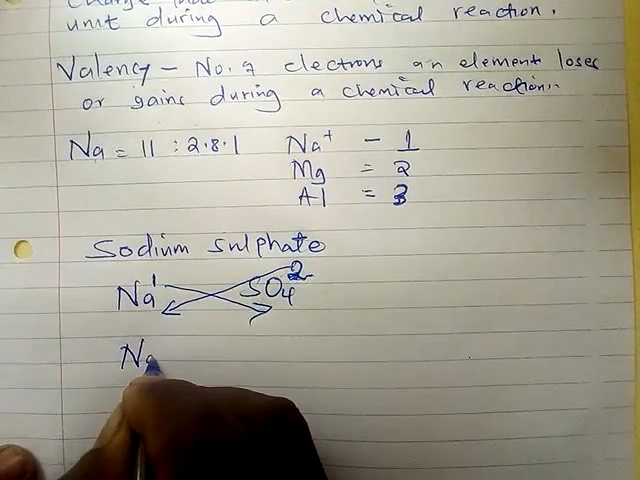 unit during a chemical reaction.
Valency - No. of electrons an element loses
or gains during a chemical reaction..
Na = 11 : 2.8.1 Na⁺ - 1
Mg = 2
Al = 3
Sodium sulphate
Na¹ SO₄²
Na